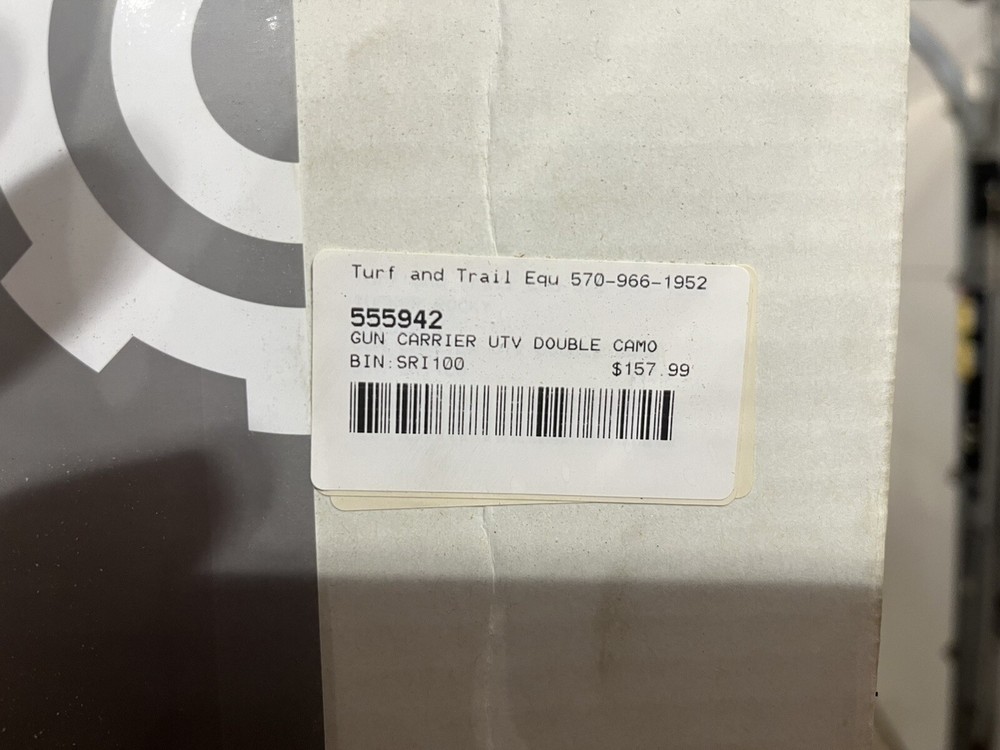 Turf and Trail Equ 570-966-1952
555942
GUN CARRIER UTV DOUBLE CAMO
BIN:SRI100 $157.99